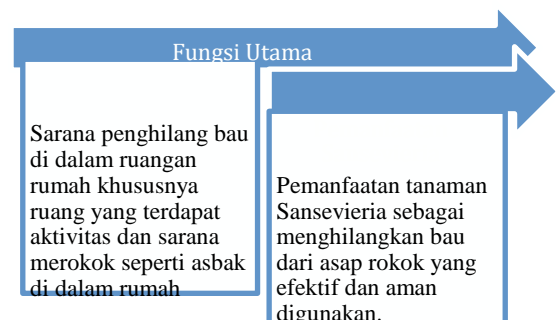 Fungsi Utama
Sarana penghilang bau
di dalam ruangan
rumah khususnya
ruang yang terdapat
aktivitas dan sarana
merokok seperti asbak
di dalam rumah
Pemanfaatan tanaman
Sansevieria sebagai
menghilangkan bau
dari asap rokok yang
efektif dan aman
digunakan.